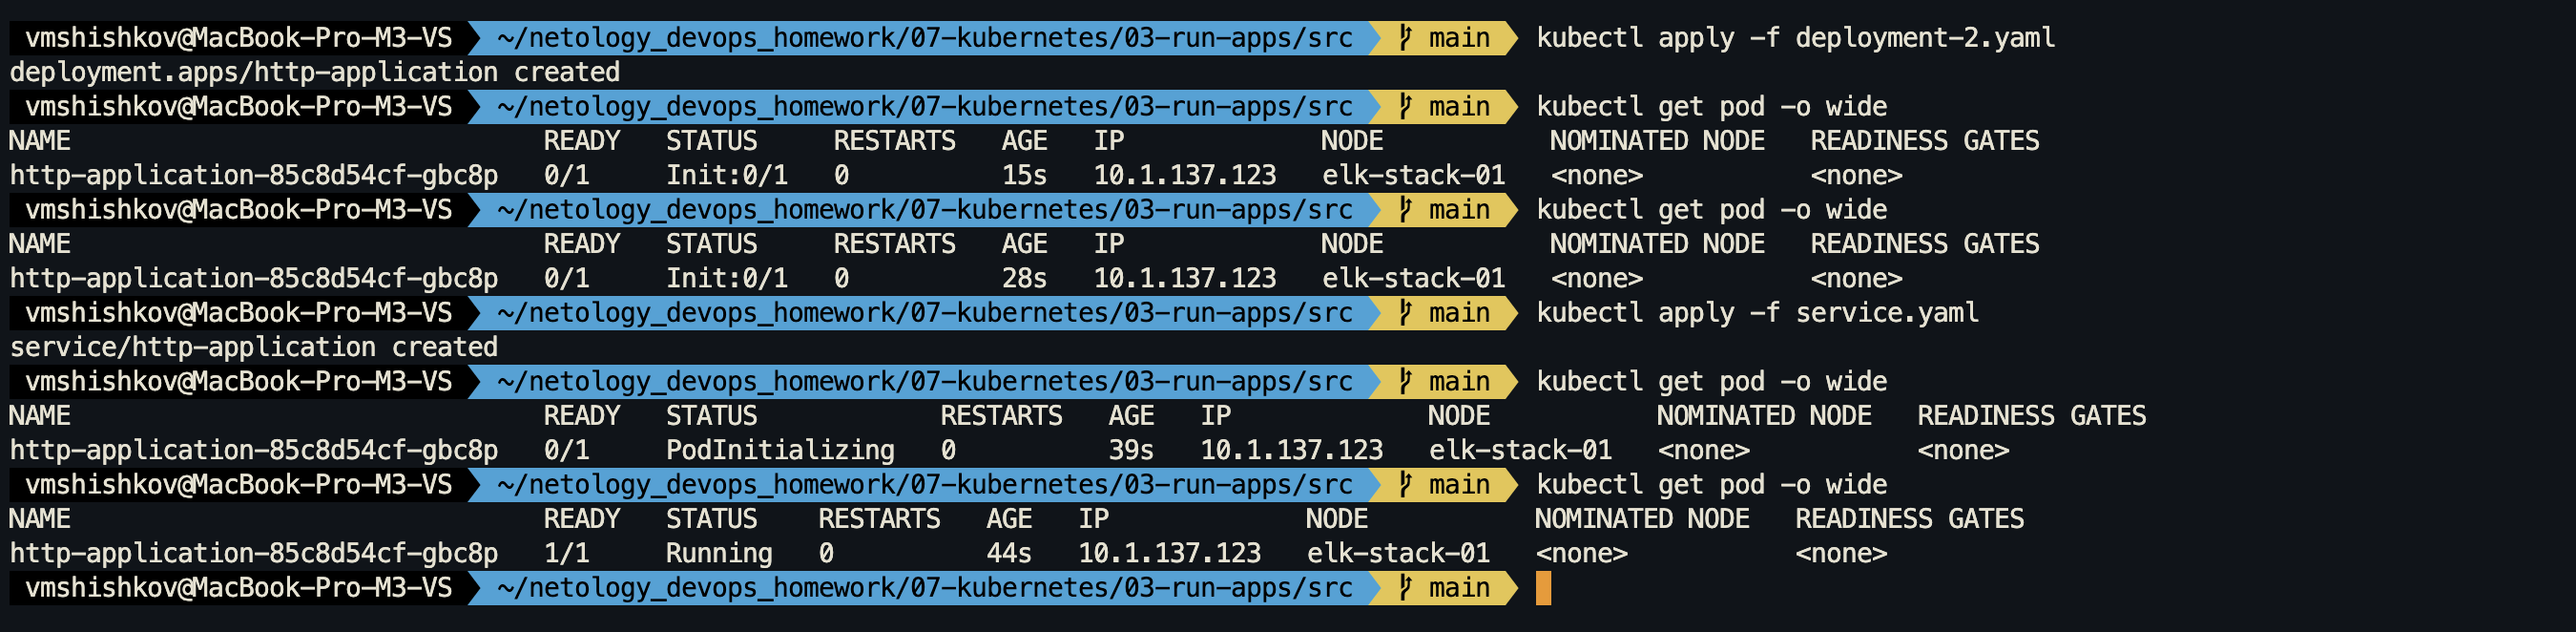 vmshishkov@MacBook-Pro-M3-VS ~/netology_devops_homework/07-kubernetes/03-run-apps/src main kubectl apply -f deployment-2.yaml
deployment.apps/http-application created
vmshishkov@MacBook-Pro-M3-VS ~/netology_devops_homework/07-kubernetes/03-run-apps/src main kubectl get pod -o wide
NAME READY STATUS RESTARTS AGE IP NODE NOMINATED NODE READINESS GATES
http-application-85c8d54cf-gbc8p 0/1 Init:0/1 0 15s 10.1.137.123 elk-stack-01 <none> <none>
vmshishkov@MacBook-Pro-M3-VS ~/netology_devops_homework/07-kubernetes/03-run-apps/src main kubectl get pod -o wide
NAME READY STATUS RESTARTS AGE IP NODE NOMINATED NODE READINESS GATES
http-application-85c8d54cf-gbc8p 0/1 Init:0/1 0 28s 10.1.137.123 elk-stack-01 <none> <none>
vmshishkov@MacBook-Pro-M3-VS ~/netology_devops_homework/07-kubernetes/03-run-apps/src main kubectl apply -f service.yaml
service/http-application created
vmshishkov@MacBook-Pro-M3-VS ~/netology_devops_homework/07-kubernetes/03-run-apps/src main kubectl get pod -o wide
NAME READY STATUS RESTARTS AGE IP NODE NOMINATED NODE READINESS GATES
http-application-85c8d54cf-gbc8p 0/1 PodInitializing 0 39s 10.1.137.123 elk-stack-01 <none> <none>
vmshishkov@MacBook-Pro-M3-VS ~/netology_devops_homework/07-kubernetes/03-run-apps/src main kubectl get pod -o wide
NAME READY STATUS RESTARTS AGE IP NODE NOMINATED NODE READINESS GATES
http-application-85c8d54cf-gbc8p 1/1 Running 0 44s 10.1.137.123 elk-stack-01 <none> <none>
vmshishkov@MacBook-Pro-M3-VS ~/netology_devops_homework/07-kubernetes/03-run-apps/src main